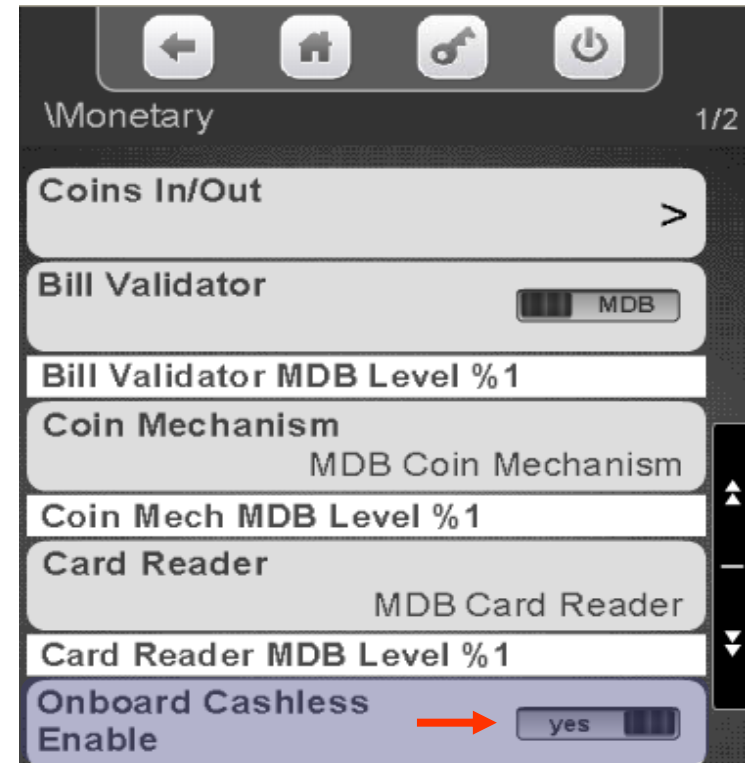 \Monetary 1/2
Coins In/Out >
Bill Validator
MDB
Bill Validator MDB Level %1
Coin Mechanism
MDB Coin Mechanism
Coin Mech MDB Level %1
Card Reader
MDB Card Reader
Card Reader MDB Level %1
Onboard Cashless
Enable
yes